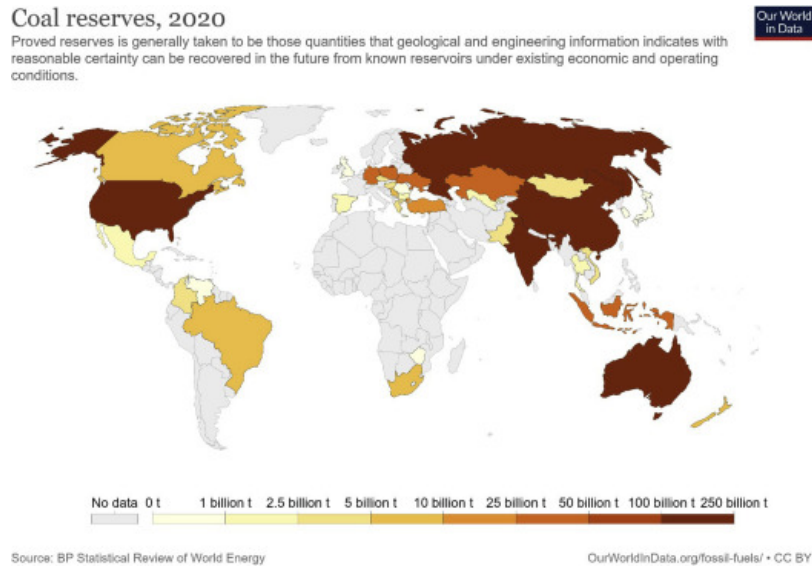 Coal reserves, 2020
Our World
in Data
Proved reserves is generally taken to be those quantities that geological and engineering information indicates with
reasonable certainty can be recovered in the future from known reservoirs under existing economic and operating
conditions.
No data 0 t 1 billion t 2.5 billion t 5 billion t 10 billion t 25 billion t 50 billion t 100 billion t 250 billion t
Source: BP Statistical Review of World Energy
OurWorldInData.org/fossil-fuels/ • CC BY